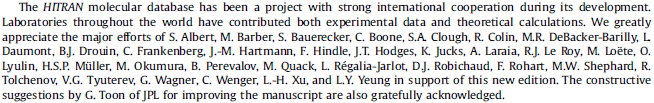 The HITRAN molecular database has been a project with strong international cooperation during its development.
Laboratories throughout the world have contributed both experimental data and theoretical calculations. We greatly
appreciate the major efforts of S. Albert, M. Barber, S. Bauerecker, C. Boone, S.A. Clough, R. Colin, M.R. DeBacker-Barilly, L.
Daumont, B.J. Drouin, C. Frankenberg, J.-M. Hartmann, F. Hindle, J.T. Hodges, K. Jucks, A. Laraia, R.J. Le Roy, M. Loëte, O.
Lyulin, H.S.P. Müller, M. Okumura, B. Perevalov, M. Quack, L. Régalia-Jarlot, D.J. Robichaud, F. Rohart, M.W. Shephard, R.
Tolchenov, V.G. Tyuterev, G. Wagner, C. Wenger, L.-H. Xu, and L.Y. Yeung in support of this new edition. The constructive
suggestions by G. Toon of JPL for improving the manuscript are also gratefully acknowledged.